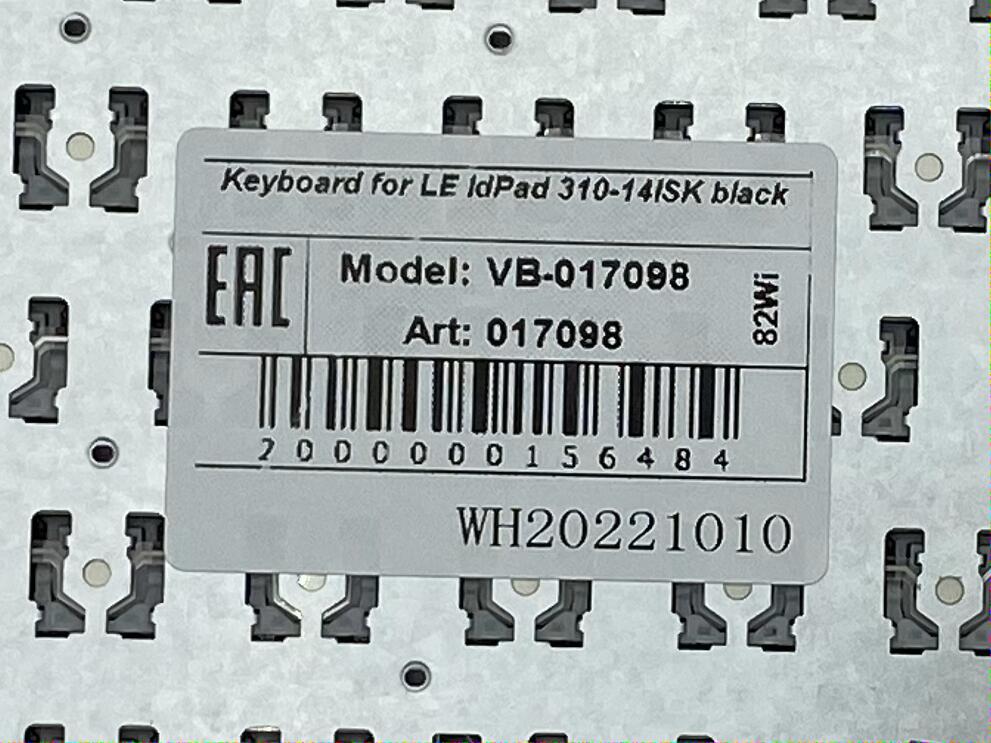 Keyboard for LE IdPad 310-14ISK black
EAC
Model: VB-017098
Art: 017098
82Wi
2000000156484
WH20221010